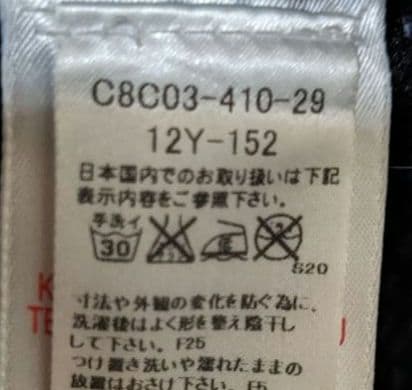 C8C03-410-29
12Y-152
日本国内でのお取り扱いは下記
表示内容をご参照下さい。
手洗イ
30
S20
寸法や外観の変化を防ぐ為に、
洗濯後はよく形を整え陰干し
して下さい。F25
つけ置き洗いや濡れたままの
放置はおさけ下さい。F5